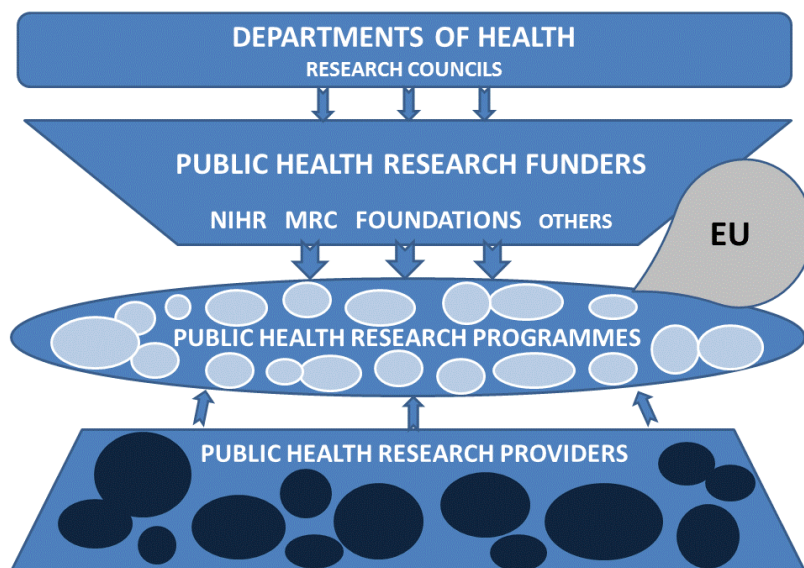 DEPARTMENTS OF HEALTH
RESEARCH COUNCILS
PUBLIC HEALTH RESEARCH FUNDERS
NIHR MRC FOUNDATIONS OTHERS
EU
PUBLIC HEALTH RESEARCH PROGRAMMES
PUBLIC HEALTH RESEARCH PROVIDERS